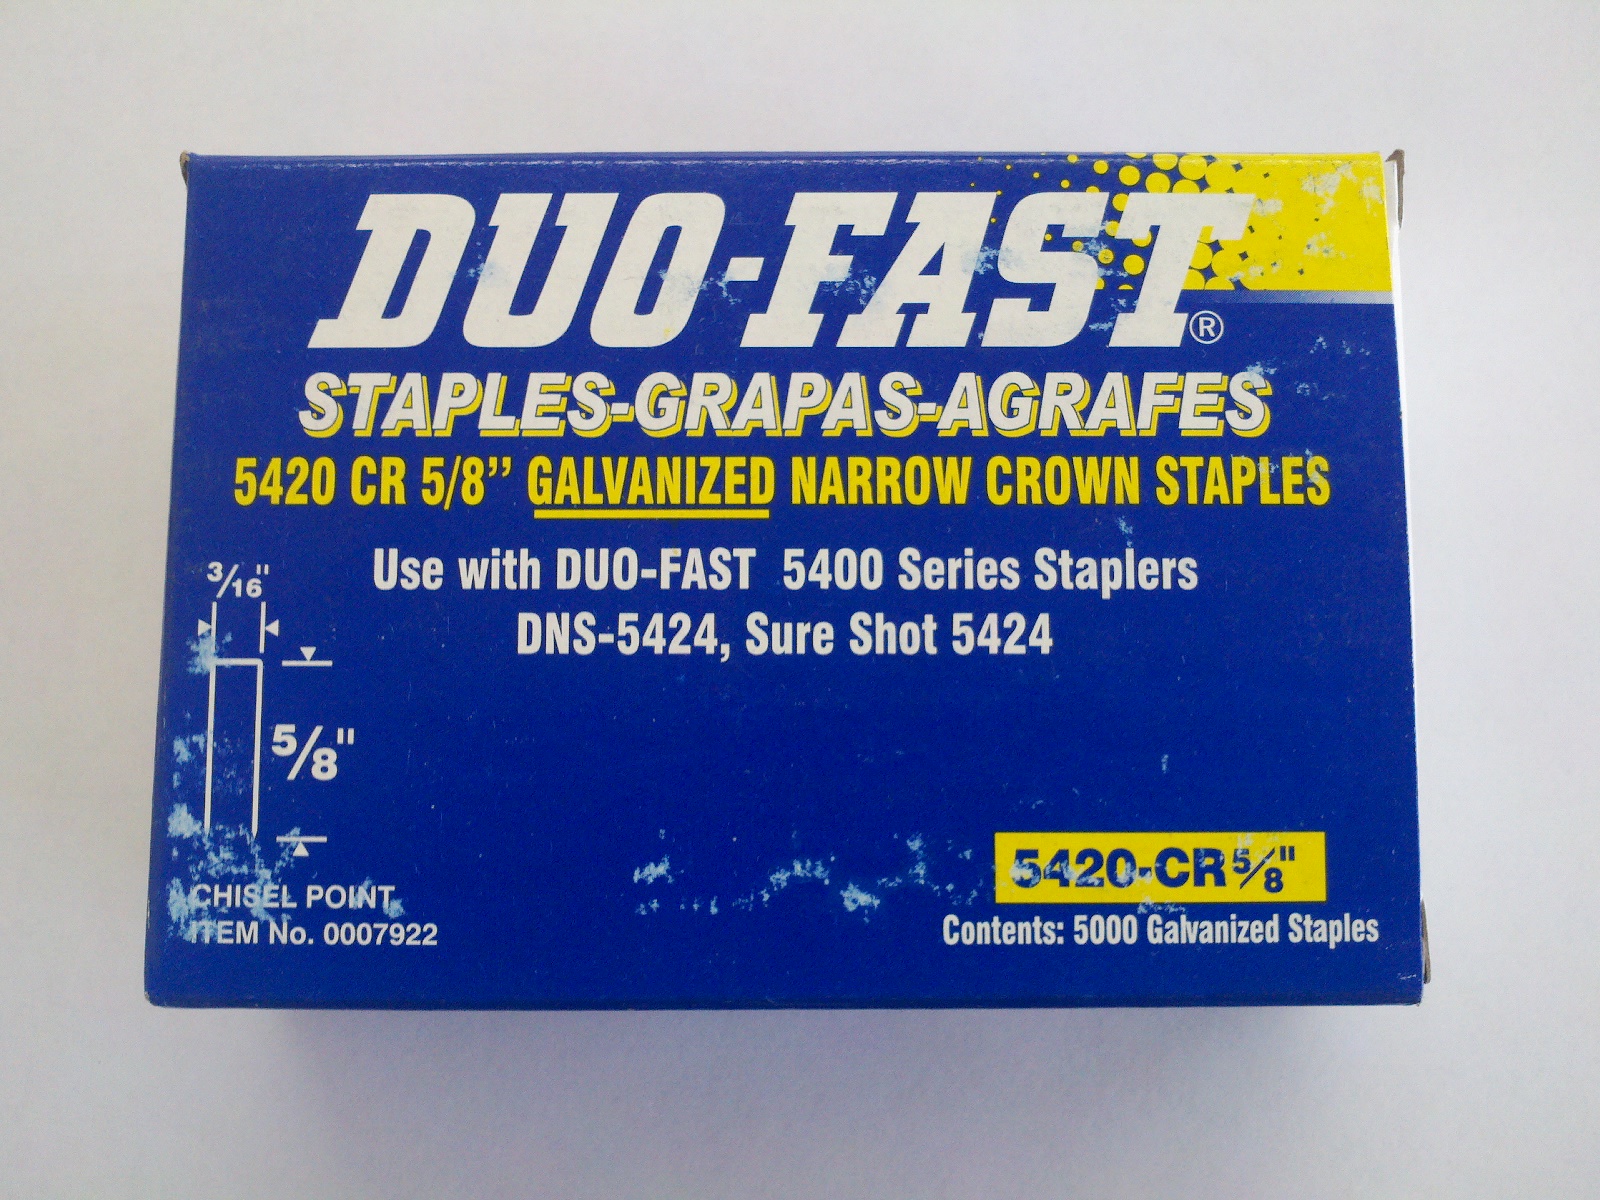 DUO-FAST®
STAPLES-GRAPAS-AGRAFES
5420 CR 5/8” GALVANIZED NARROW CROWN STAPLES
3/16"
5/8"
Use with DUO-FAST 5400 Series Staplers
DNS-5424, Sure Shot 5424
CHISEL POINT
ITEM No. 0007922
5420-CR5/8"
Contents: 5000 Galvanized Staples